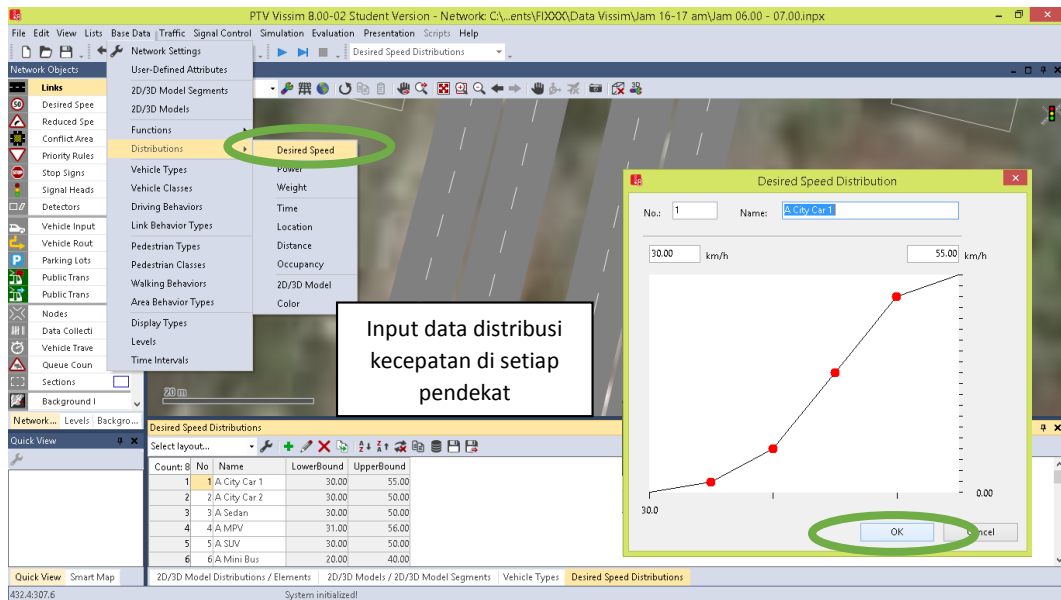 PTV Vissim 8.00-02 Student Version - Network: C:\...ents\FIXXX\Data Vissim\Jam 16-17 am\Jam 06.00 - 07.00.inpx
File Edit View Lists Base Data Traffic Signal Control Simulation Evaluation Presentation Scripts Help
Desired Speed Distributions
Network Objects
Links
Desired Spee
Reduced Spe
Conflict Area
Priority Rules
Stop Signs
Signal Heads
Detectors
Vehicle Input
Vehicle Rout
Parking Lots
Public Trans
Public Trans
Nodes
Data Collecti
Vehicle Trave
Queue Coun
Sections
Background I
Network... Levels Backgro...
Network Settings
User-Defined Attributes
2D/3D Model Segments
2D/3D Models
Functions
Distributions
Vehicle Types
Vehicle Classes
Driving Behaviors
Link Behavior Types
Pedestrian Types
Pedestrian Classes
Walking Behaviors
Area Behavior Types
Display Types
Levels
Time Intervals
Desired Speed
Power
Weight
Time
Location
Distance
Occupancy
2D/3D Model
Color
20 m
Input data distribusi
kecepatan di setiap
pendekat
Desired Speed Distribution
No.: 1 Name: A City Car 1
30.00 km/h 55.00 km/h
0.00
30.0
OK Cancel
Quick View
Desired Speed Distributions
Select layout...
Count: 8 No Name LowerBound UpperBound
1 1 A City Car 1 30.00 55.00
2 2 A City Car 2 30.00 50.00
3 3 A Sedan 30.00 50.00
4 4 A MPV 31.00 56.00
5 5 A SUV 30.00 50.00
6 6 A Mini Bus 20.00 40.00
Quick View Smart Map
2D/3D Model Distributions / Elements 2D/3D Models / 2D/3D Model Segments Vehicle Types Desired Speed Distributions
432.4:307.6 System initialized!